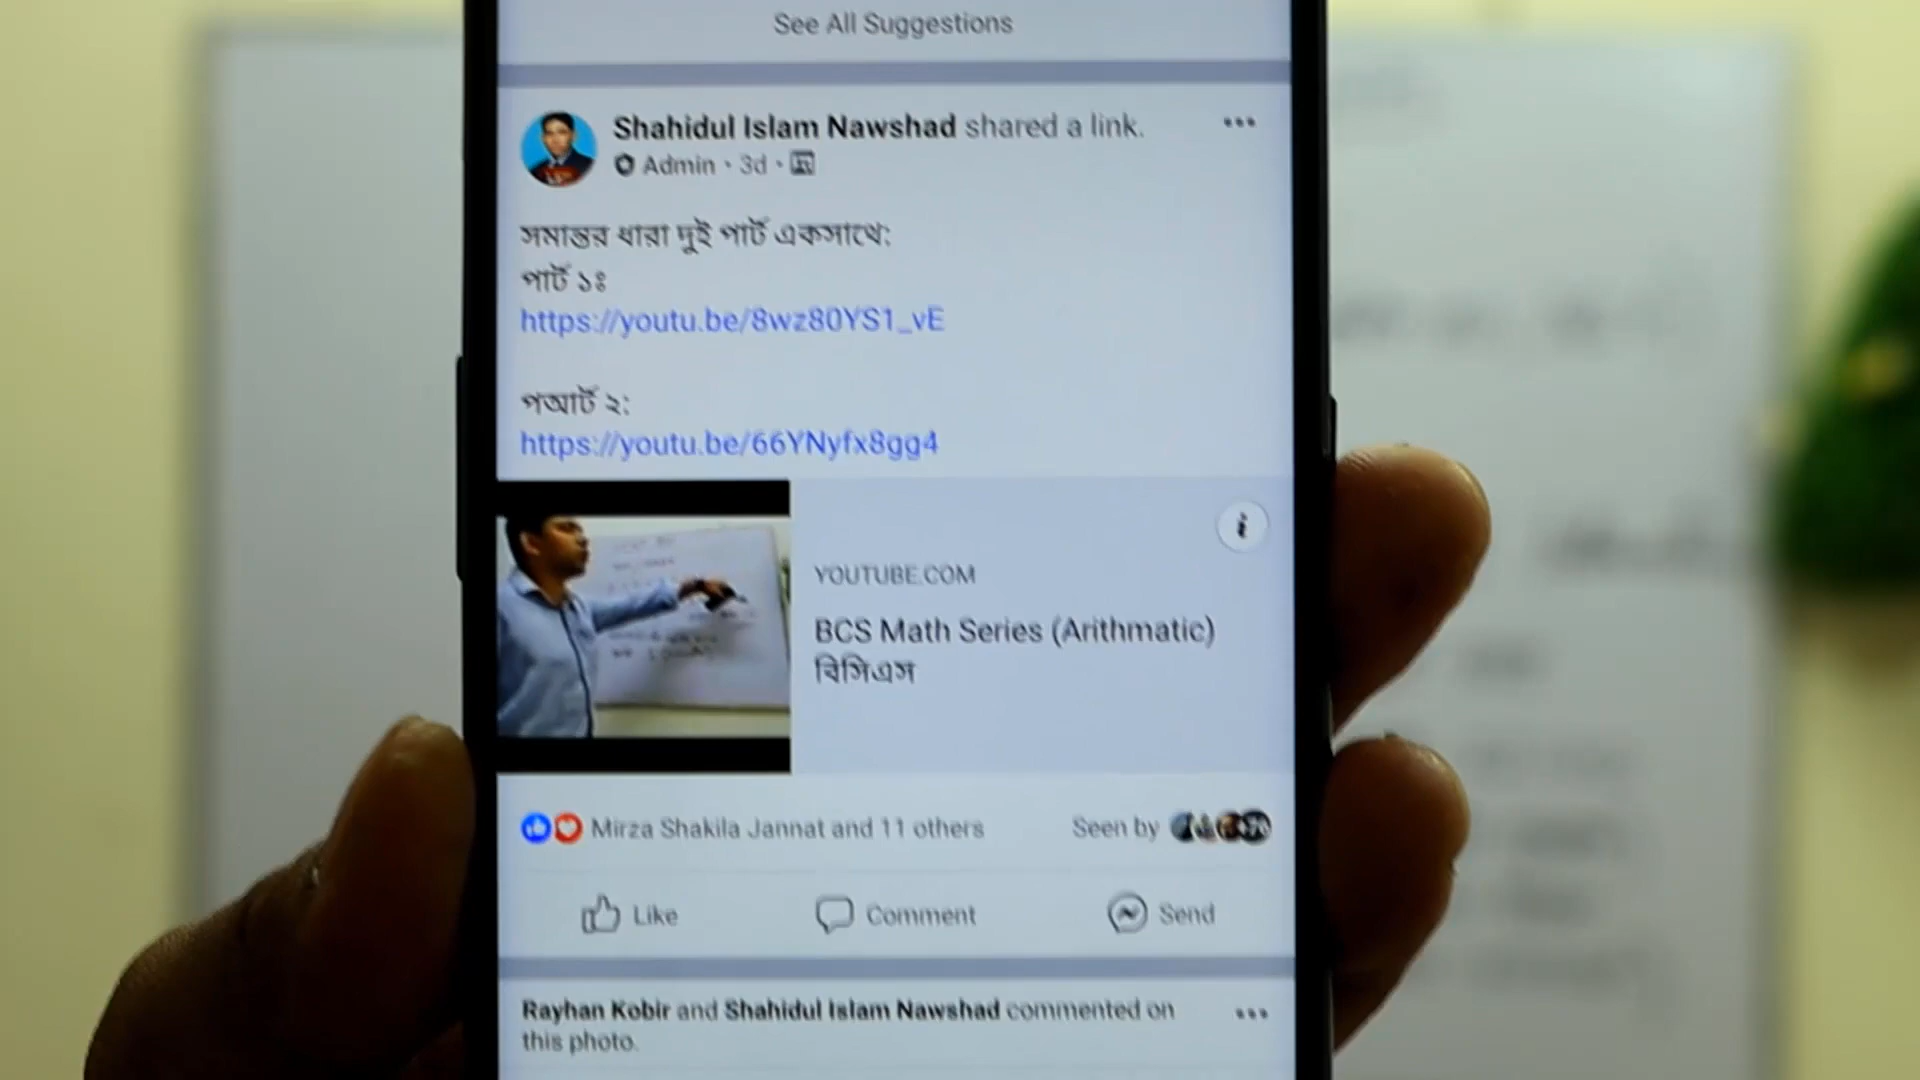 See All Suggestions
Shahidul Islam Nawshad shared a link.
Admin · 3d ·
সমান্তর ধারা দুই পার্ট একসাথে:
পার্ট ১ঃ
https://youtu.be/8wz80YS1_vE
পআর্ট ২:
https://youtu.be/66YNyfx8gg4
YOUTUBE.COM
BCS Math Series (Arithmatic)
বিসিএস
Mirza Shakila Jannat and 11 others
Seen by
Like
Comment
Send
Rayhan Kobir and Shahidul Islam Nawshad commented on
this photo.